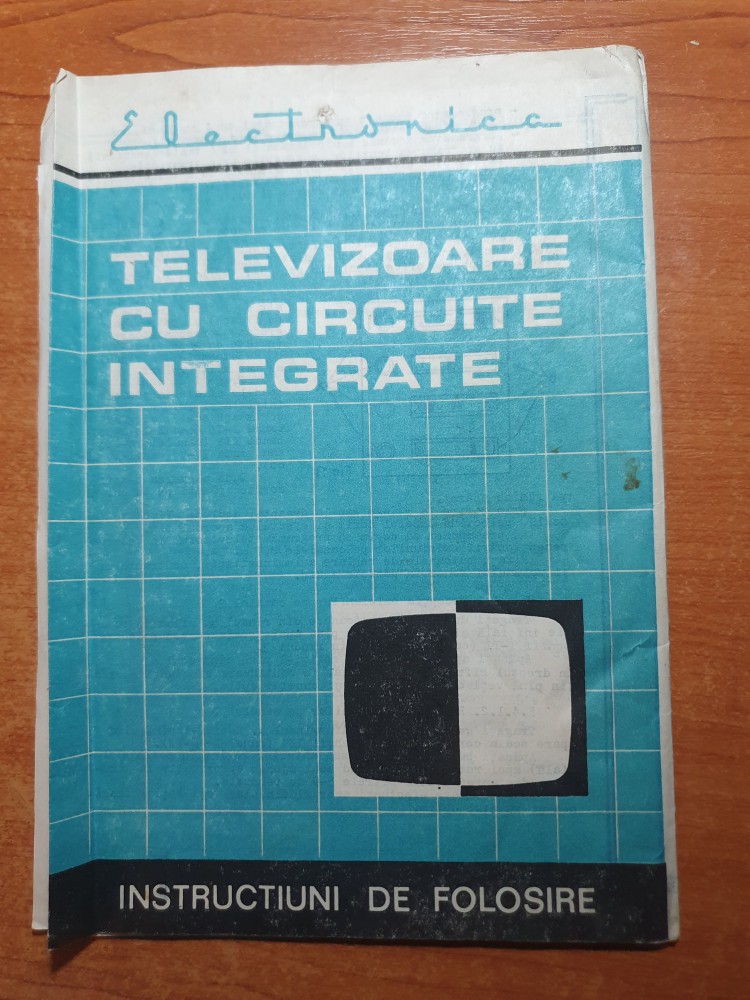 Electronica
TELEVIZOARE
CU CIRCUITE
INTEGRATE
INSTRUCTIUNI DE FOLOSIRE